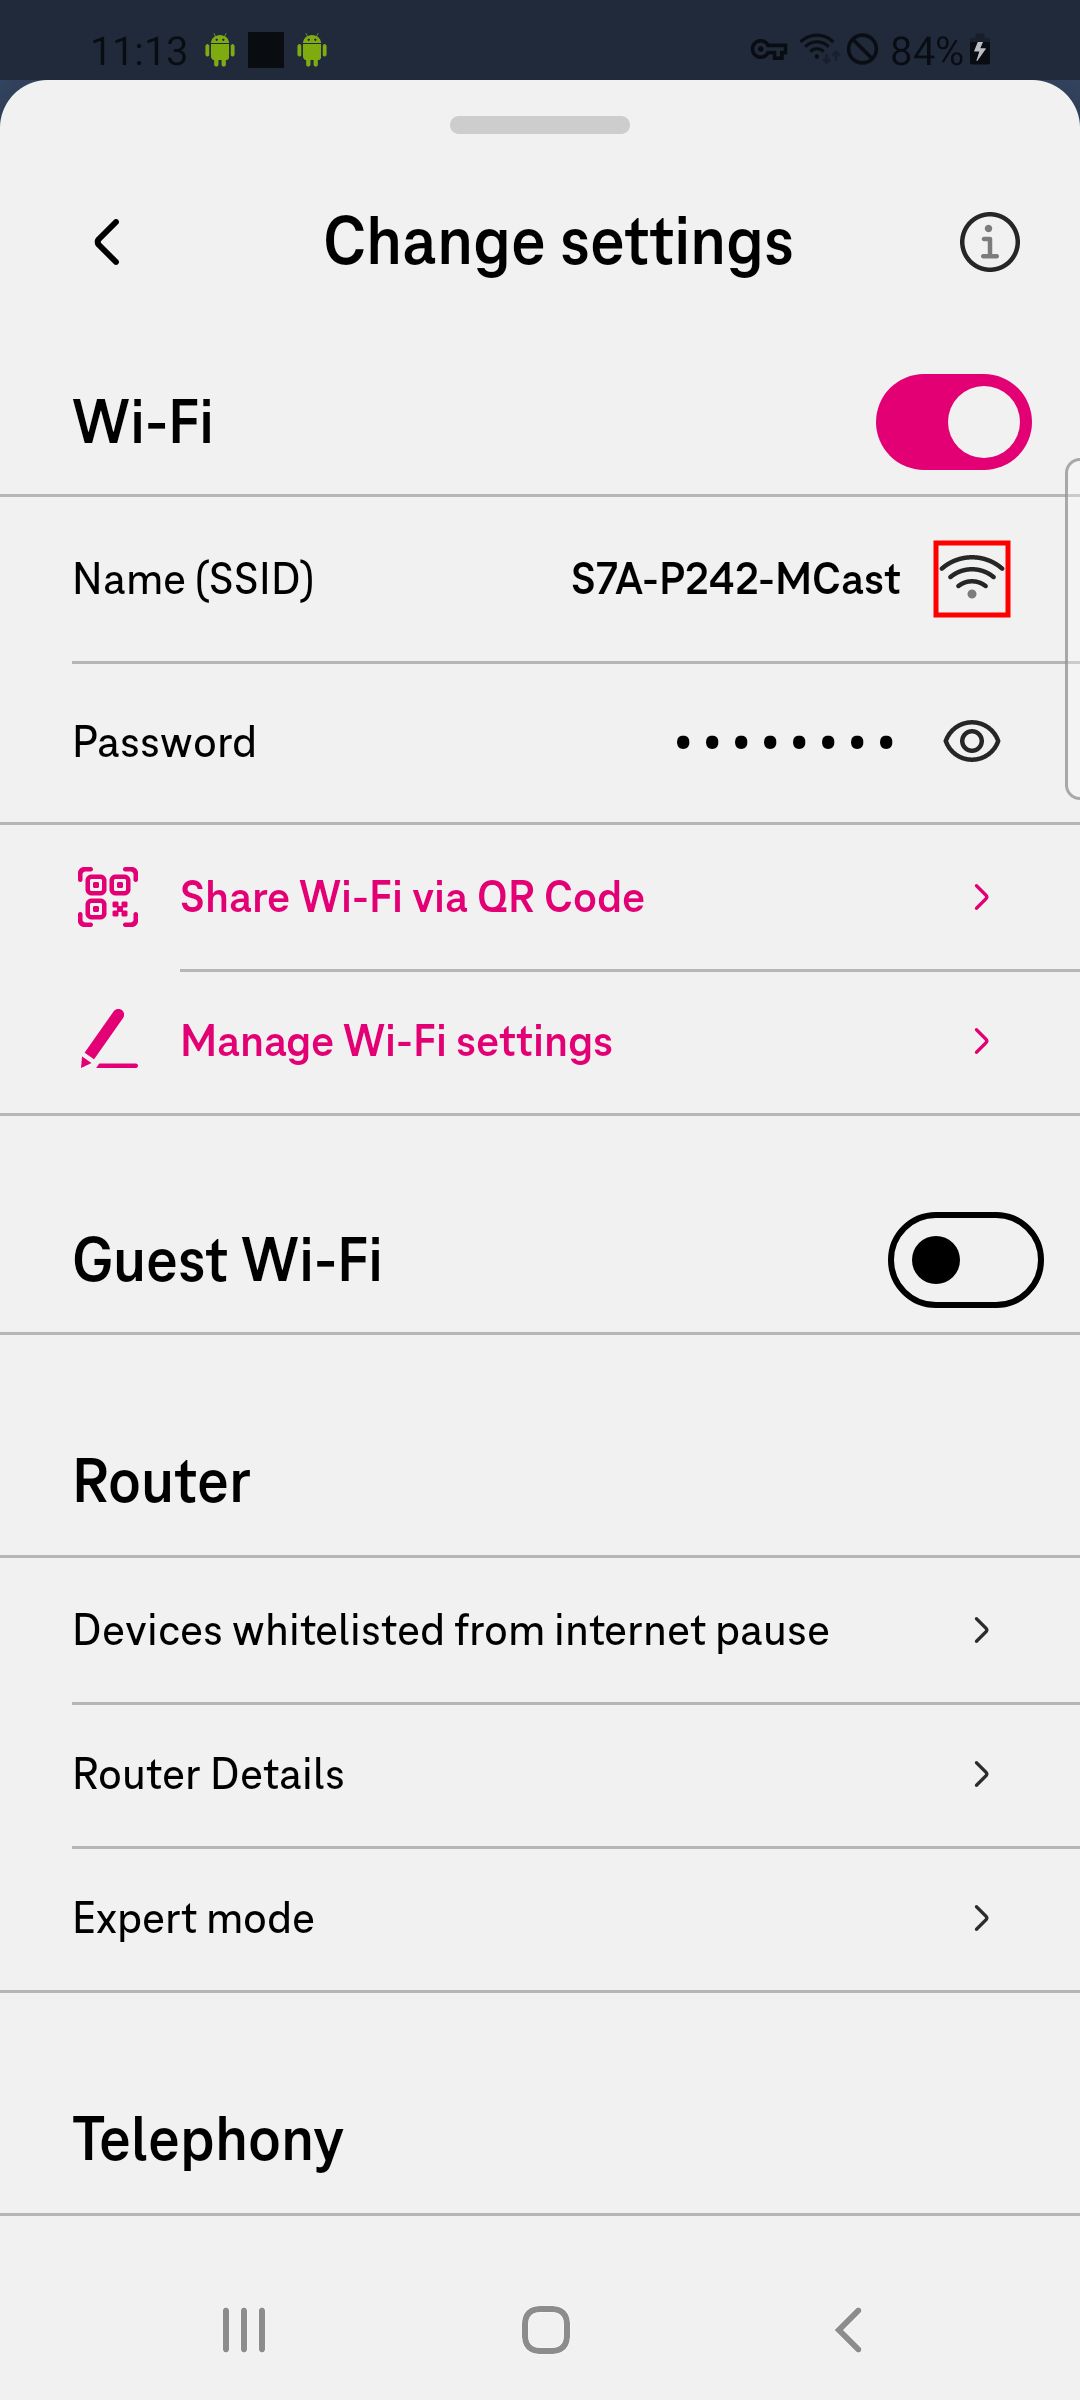 11:13
84%
Change settings
Wi-Fi
Name (SSID)
S7A-P242-MCast
Password
••••••••
Share Wi-Fi via QR Code
Manage Wi-Fi settings
Guest Wi-Fi
Router
Devices whitelisted from internet pause
Router Details
Expert mode
Telephony